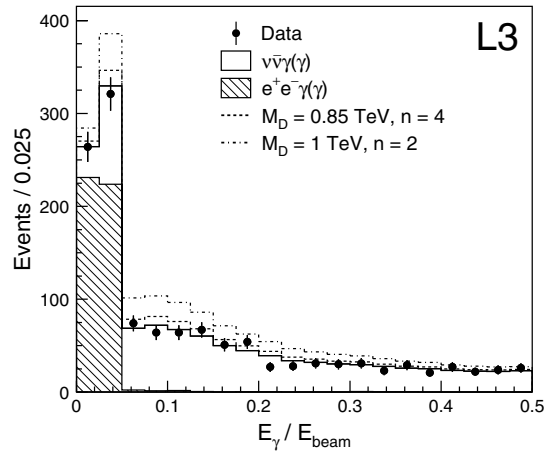 400
300
200
100
0
Events / 0.025
L3
Data
νν̄γ(γ)
e⁺e⁻γ(γ)
M_D = 0.85 TeV, n = 4
M_D = 1 TeV, n = 2
0 0.1 0.2 0.3 0.4 0.5
E_γ / E_beam